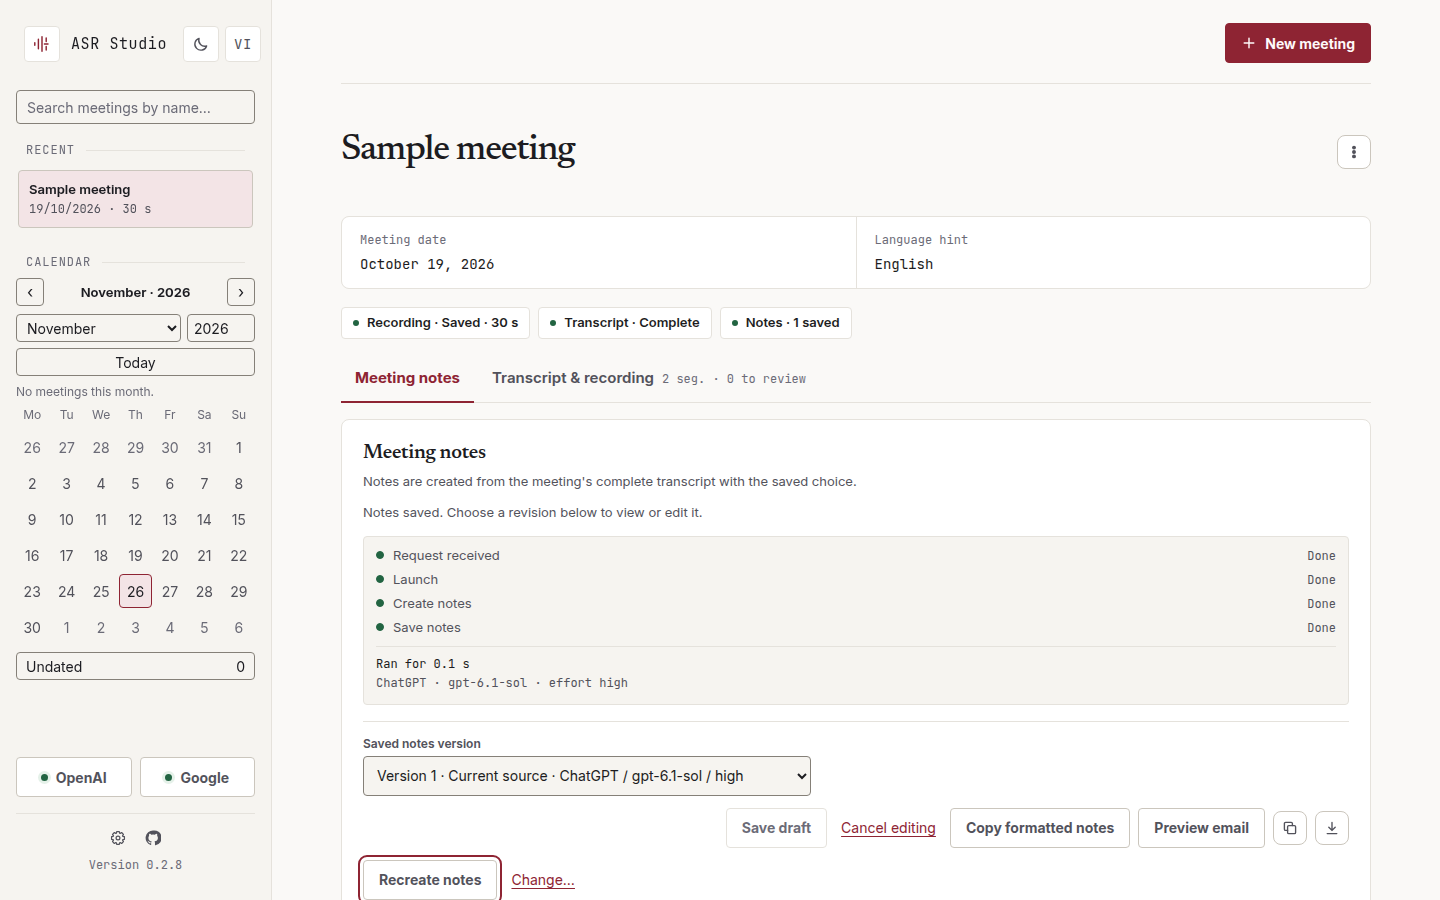 ASR Studio
VI
Search meetings by name...
RECENT
Sample meeting
19/10/2026 · 30 s
CALENDAR
‹ November · 2026 ›
November 2026
Today
No meetings this month.
Mo Tu We Th Fr Sa Su
26 27 28 29 30 31 1
2 3 4 5 6 7 8
9 10 11 12 13 14 15
16 17 18 19 20 21 22
23 24 25 26 27 28 29
30 1 2 3 4 5 6
Undated 0
OpenAI Google
Version 0.2.8
+ New meeting
Sample meeting
Meeting date
October 19, 2026
Language hint
English
Recording · Saved · 30 s
Transcript · Complete
Notes · 1 saved
Meeting notes
Transcript & recording 2 seg. · 0 to review
Meeting notes
Notes are created from the meeting's complete transcript with the saved choice.
Notes saved. Choose a revision below to view or edit it.
Request received Done
Launch Done
Create notes Done
Save notes Done
Ran for 0.1 s
ChatGPT · gpt-6.1-sol · effort high
Saved notes version
Version 1 · Current source · ChatGPT / gpt-6.1-sol / high
Save draft Cancel editing Copy formatted notes Preview email
Recreate notes Change...